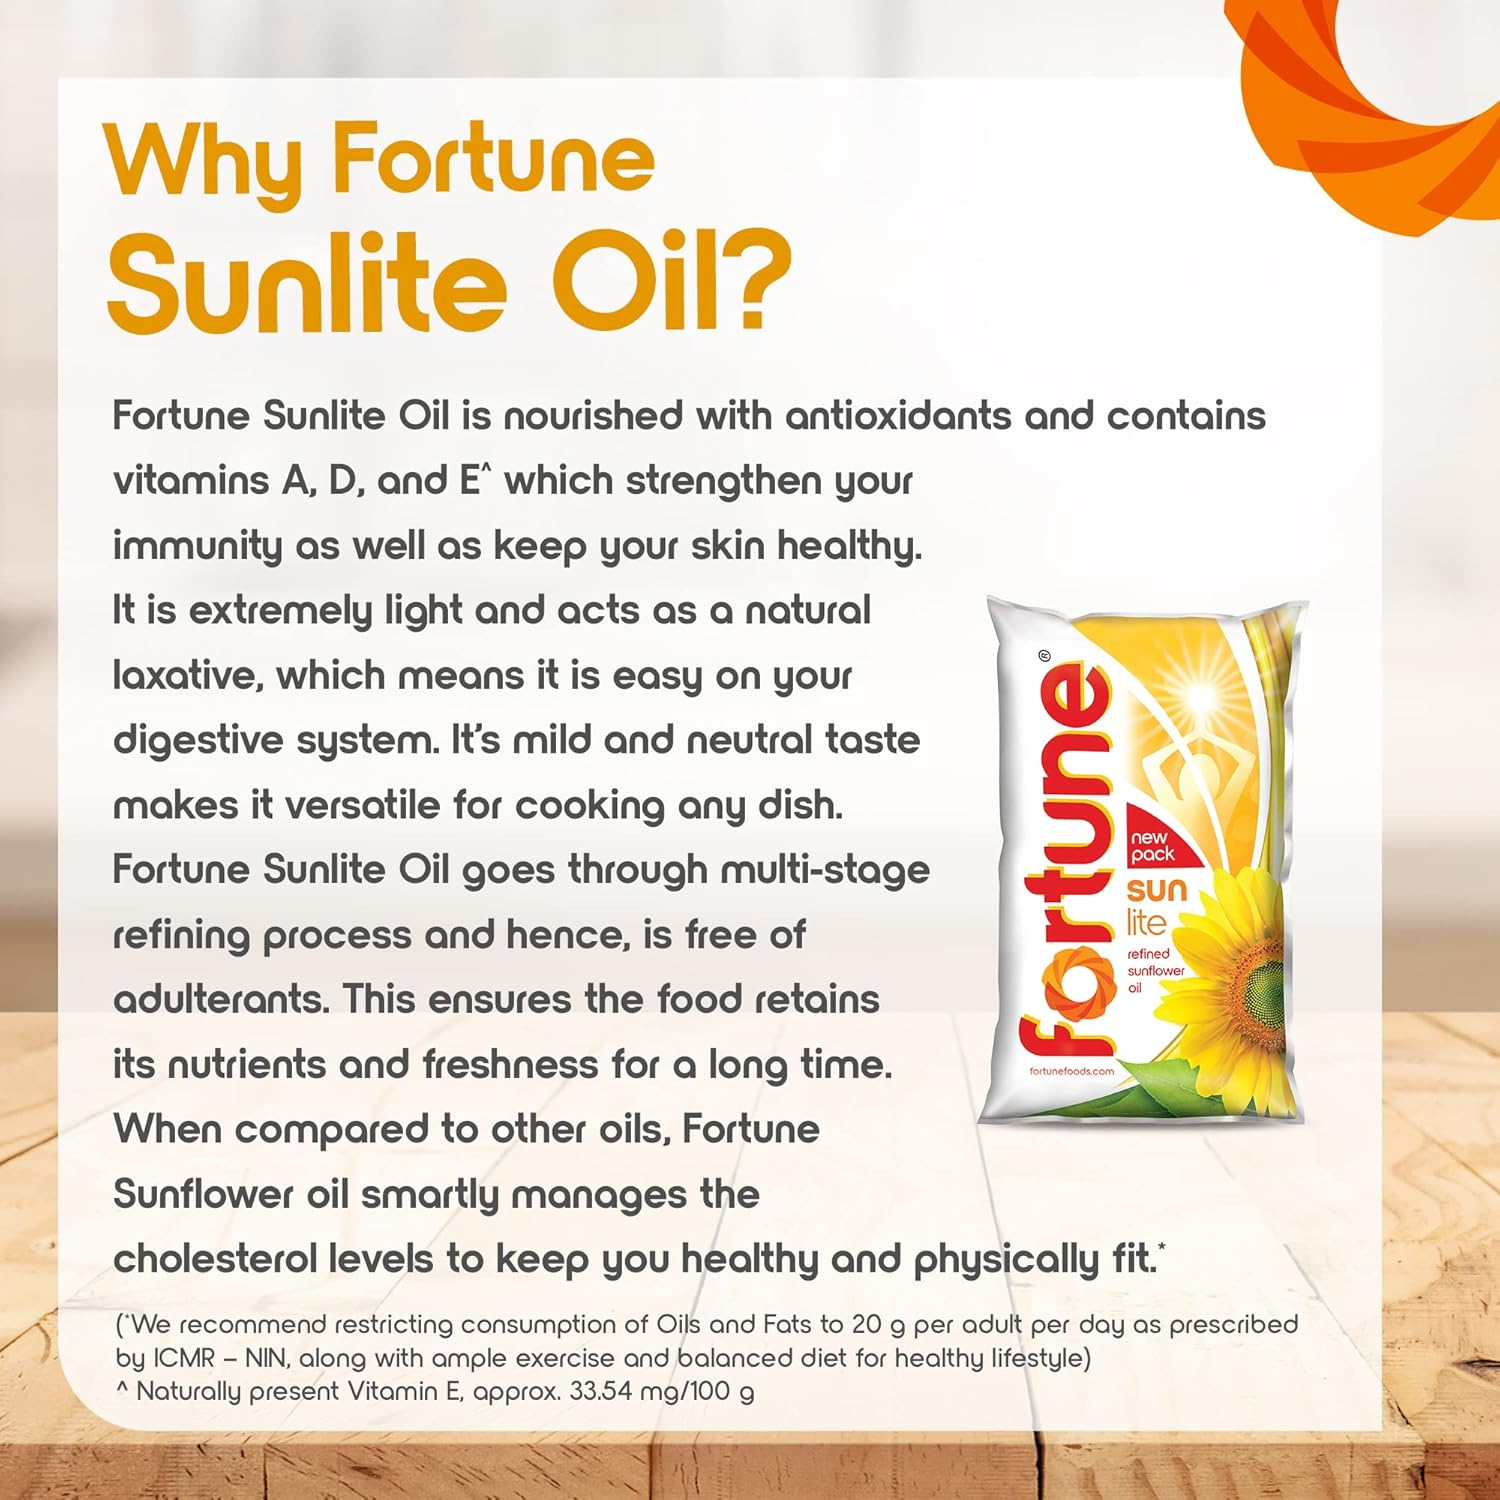 Why Fortune
Sunlite Oil?
Fortune Sunlite Oil is nourished with antioxidants and contains
vitamins A, D, and E^ which strengthen your
immunity as well as keep your skin healthy.
It is extremely light and acts as a natural
laxative, which means it is easy on your
digestive system. It's mild and neutral taste
makes it versatile for cooking any dish.
Fortune Sunlite Oil goes through multi-stage
refining process and hence, is free of
adulterants. This ensures the food retains
its nutrients and freshness for a long time.
When compared to other oils, Fortune
Sunflower oil smartly manages the
cholesterol levels to keep you healthy and physically fit.*
(*We recommend restricting consumption of Oils and Fats to 20 g per adult per day as prescribed
by ICMR – NIN, along with ample exercise and balanced diet for healthy lifestyle)
^ Naturally present Vitamin E, approx. 33.54 mg/100 g
fortune®
new
pack
sun
lite
refined
sunflower
oil
fortunefoods.com